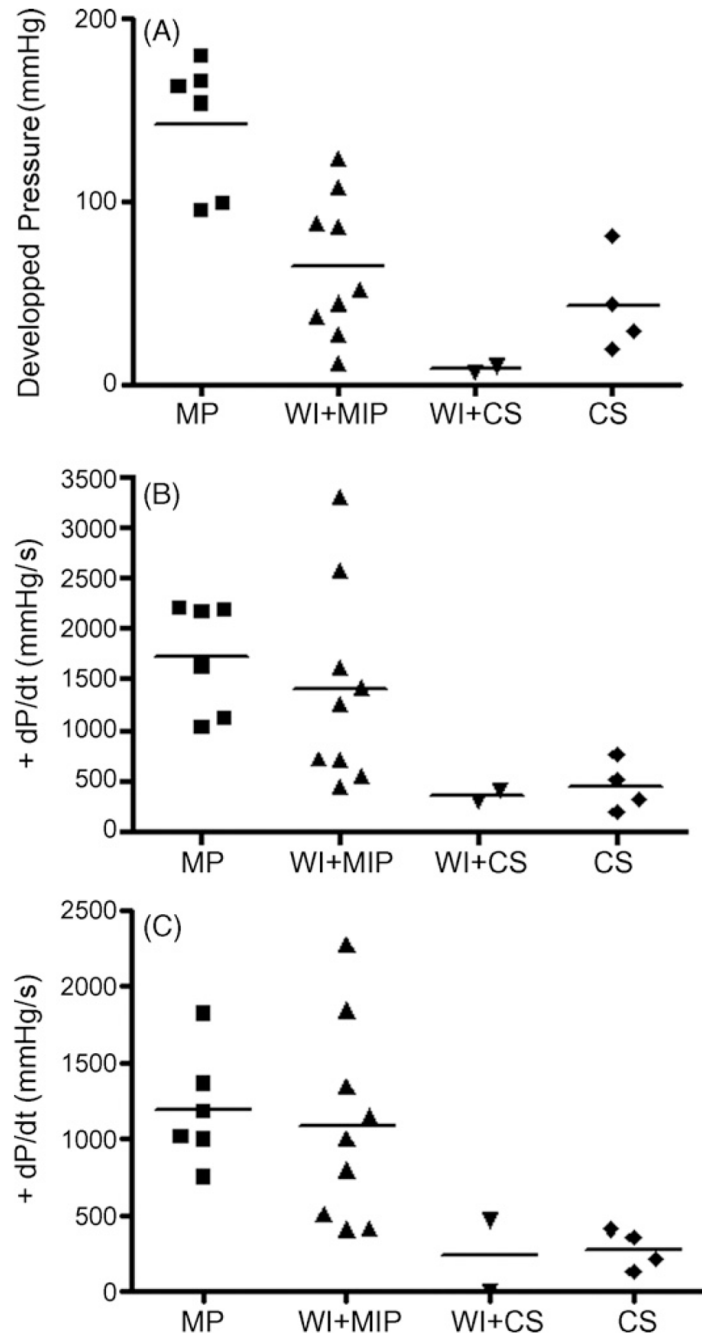 (A)
Developped Pressure (mmHg)
200
100
0
MP WI+MIP WI+CS CS
(B)
+ dP/dt (mmHg/s)
3500
3000
2500
2000
1500
1000
500
0
MP WI+MIP WI+CS CS
(C)
+ dP/dt (mmHg/s)
2500
2000
1500
1000
500
0
MP WI+MIP WI+CS CS